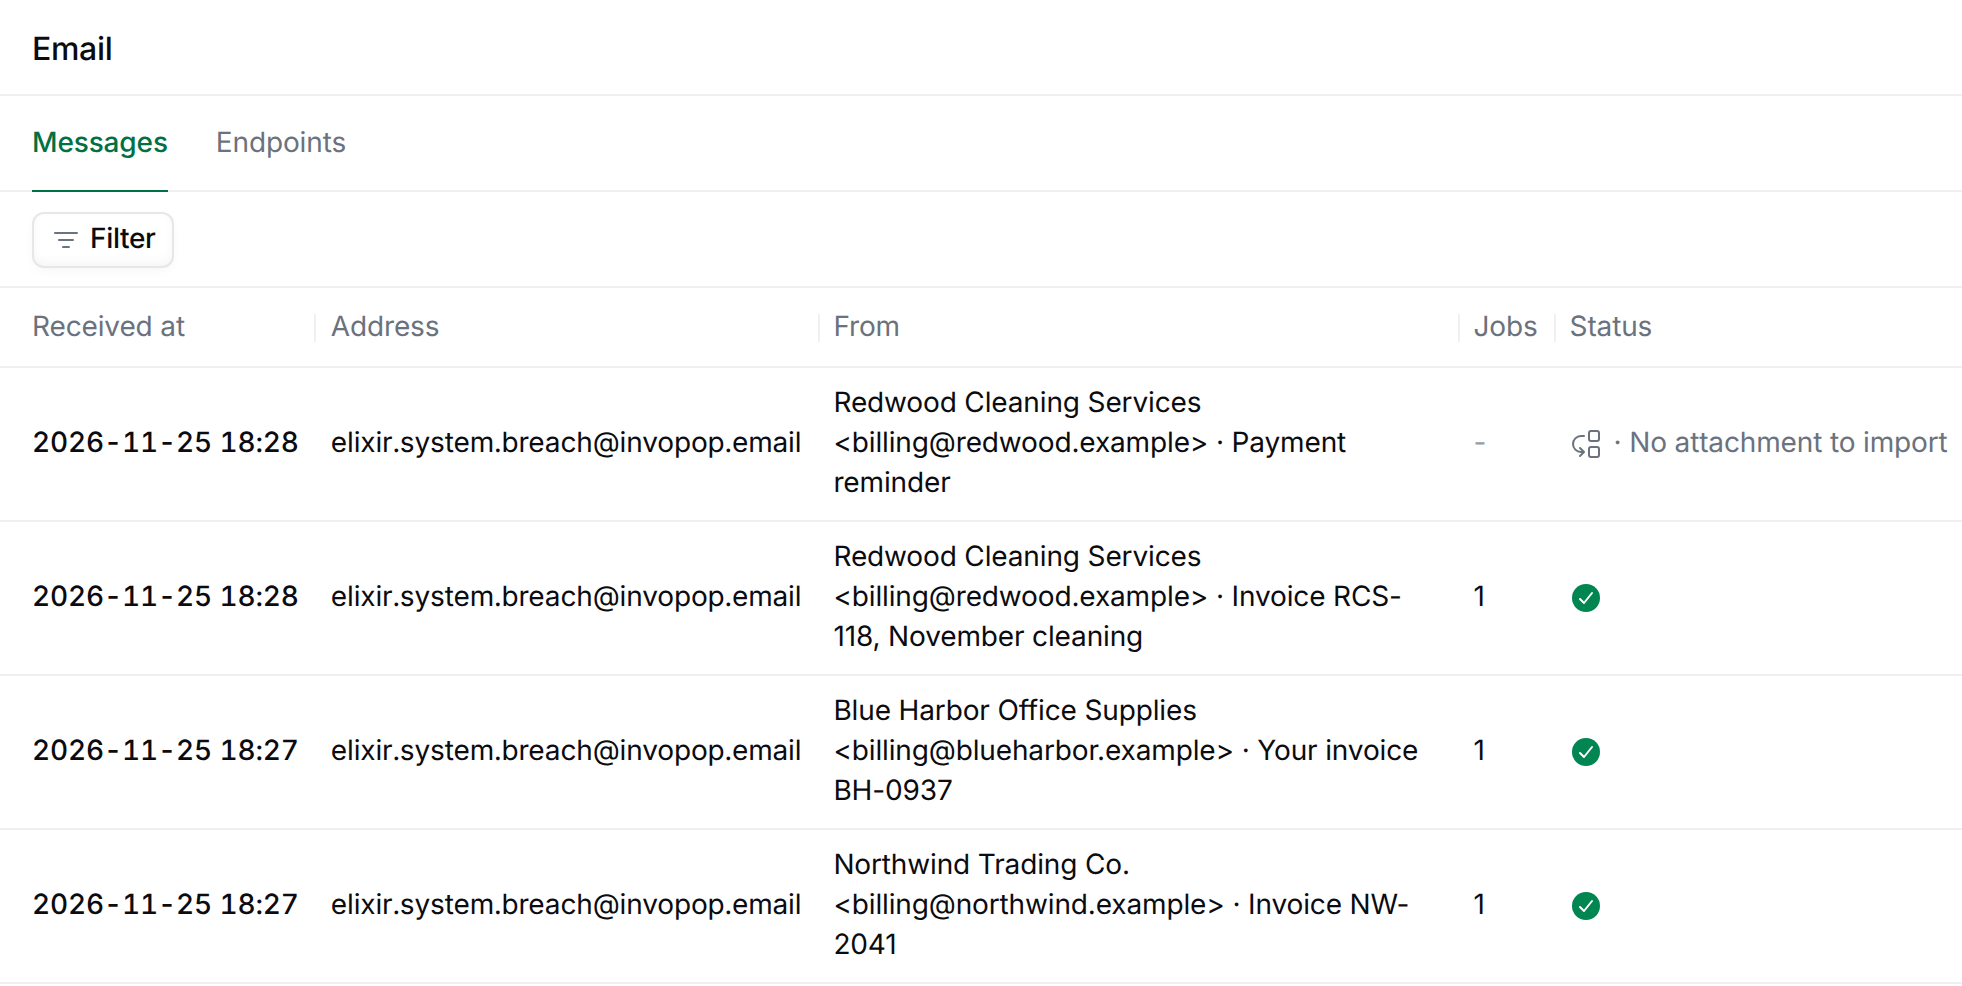 Email
Messages Endpoints
Filter
Received at Address From Jobs Status
Redwood Cleaning Services
2026-11-25 18:28 elixir.system.breach@invopop.email <billing@redwood.example> · Payment - · No attachment to import
reminder
Redwood Cleaning Services
2026-11-25 18:28 elixir.system.breach@invopop.email <billing@redwood.example> · Invoice RCS- 1
118, November cleaning
Blue Harbor Office Supplies
2026-11-25 18:27 elixir.system.breach@invopop.email <billing@blueharbor.example> · Your invoice 1
BH-0937
Northwind Trading Co.
2026-11-25 18:27 elixir.system.breach@invopop.email <billing@northwind.example> · Invoice NW- 1
2041